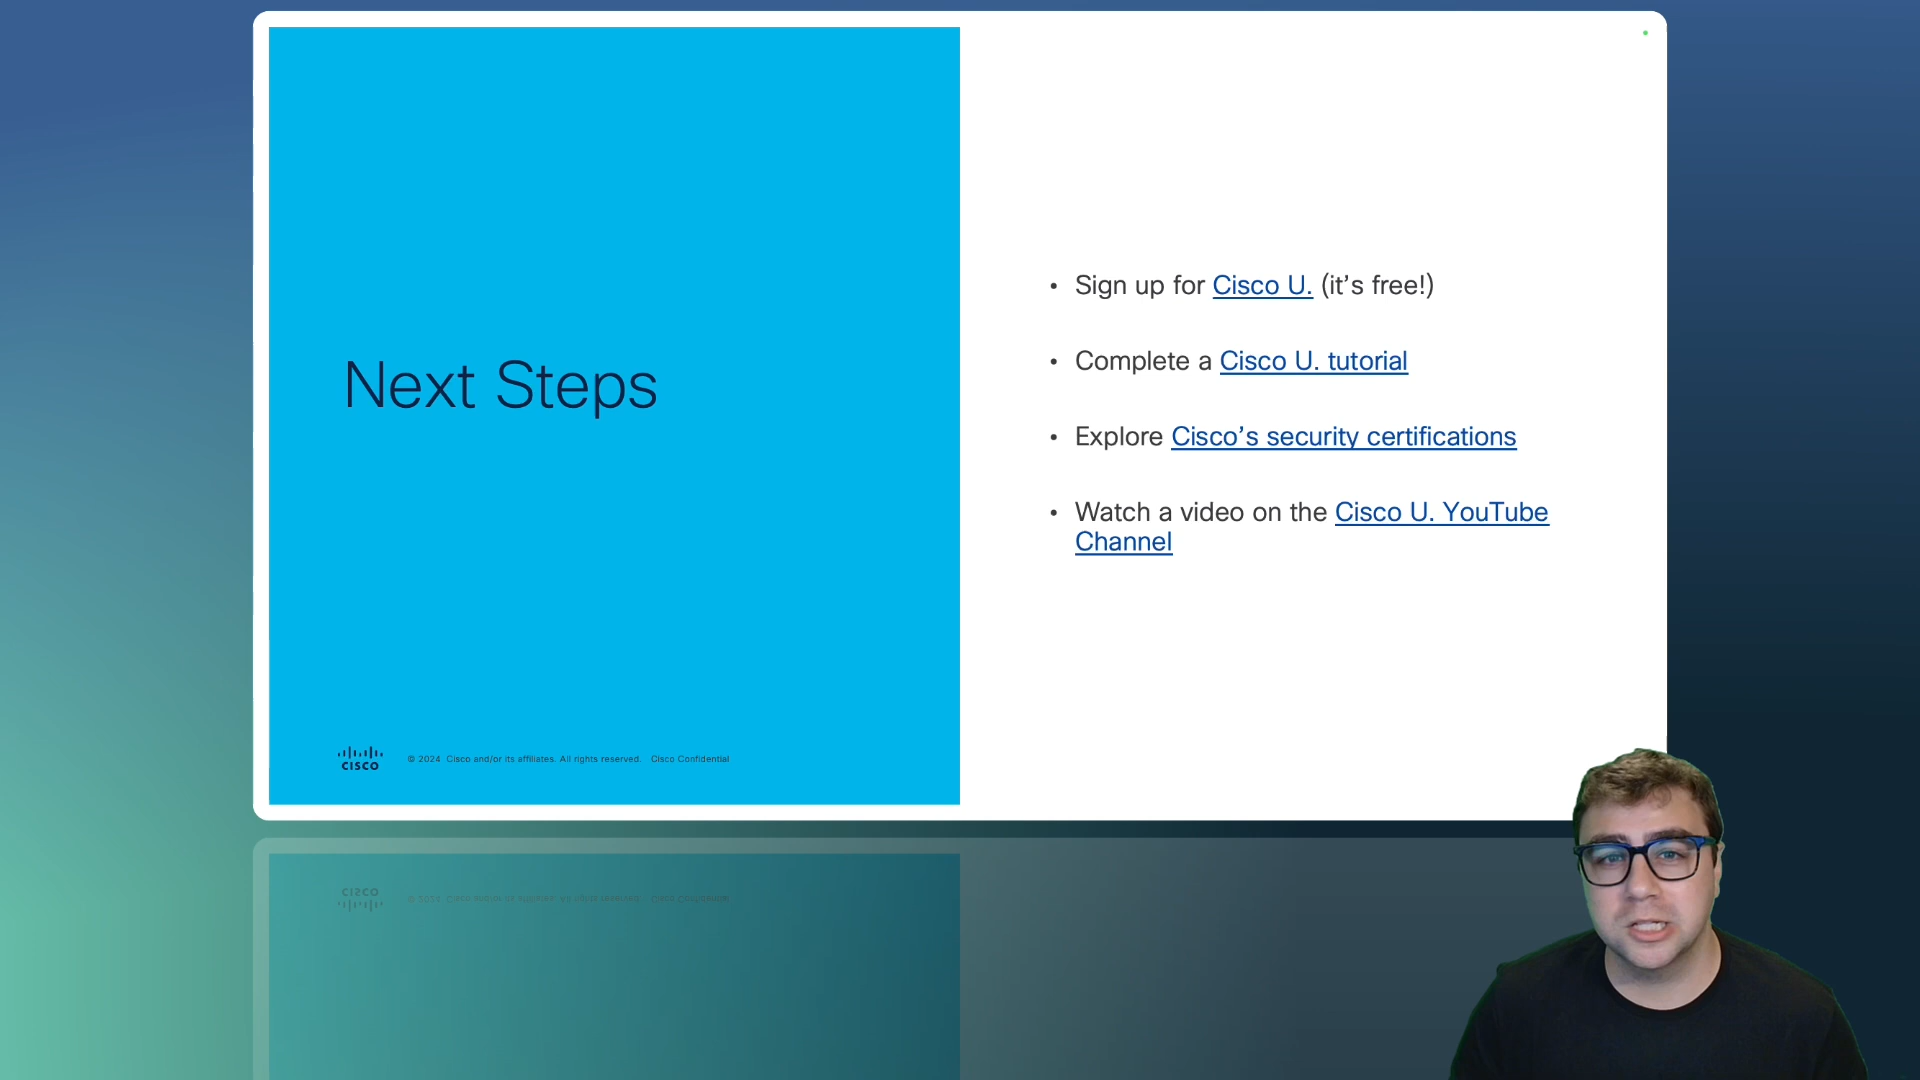 Next Steps
• Sign up for Cisco U. (it’s free!)
• Complete a Cisco U. tutorial
• Explore Cisco’s security certifications
• Watch a video on the Cisco U. YouTube
Channel
CISCO
© 2024 Cisco and/or its affiliates. All rights reserved. Cisco Confidential